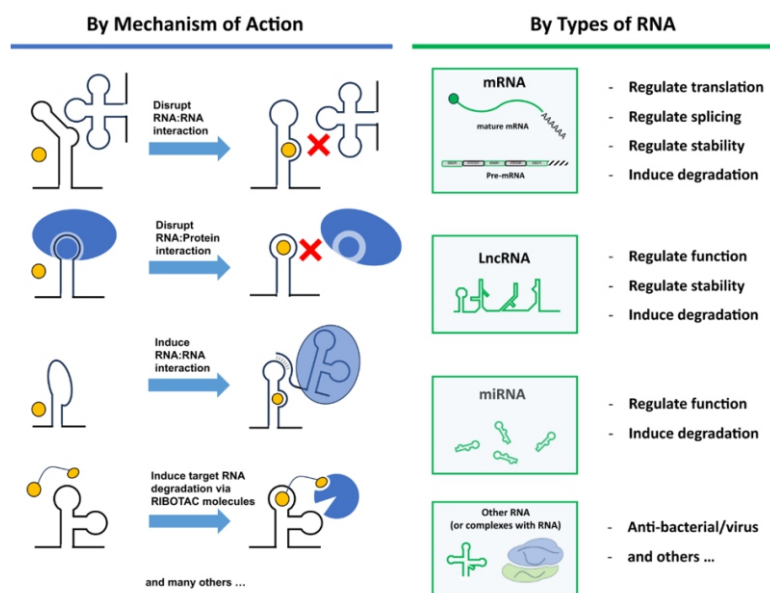 By Mechanism of Action
Disrupt
RNA:RNA
interaction
Disrupt
RNA:Protein
interaction
Induce
RNA:RNA
interaction
Induce target RNA
degradation via
RIBOTAC molecules
and many others ...
By Types of RNA
mRNA
mature mRNA
AAAAAA
Pre-mRNA
- Regulate translation
- Regulate splicing
- Regulate stability
- Induce degradation
LncRNA
- Regulate function
- Regulate stability
- Induce degradation
miRNA
- Regulate function
- Induce degradation
Other RNA
(or complexes with RNA)
- Anti-bacterial/virus
- and others ...